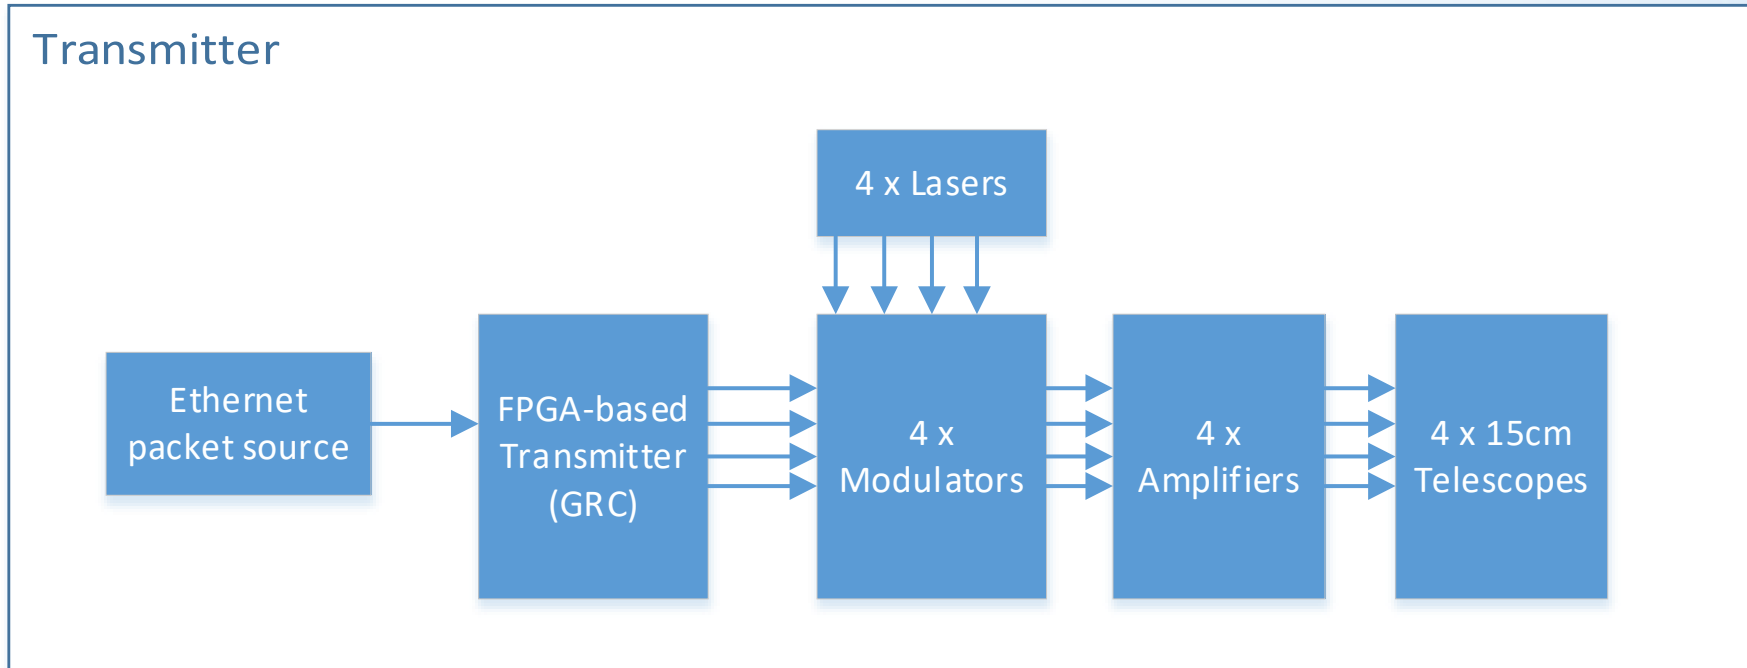 Transmitter
4 x Lasers
Ethernet
packet source
FPGA-based
Transmitter
(GRC)
4 x
Modulators
4 x
Amplifiers
4 x 15cm
Telescopes